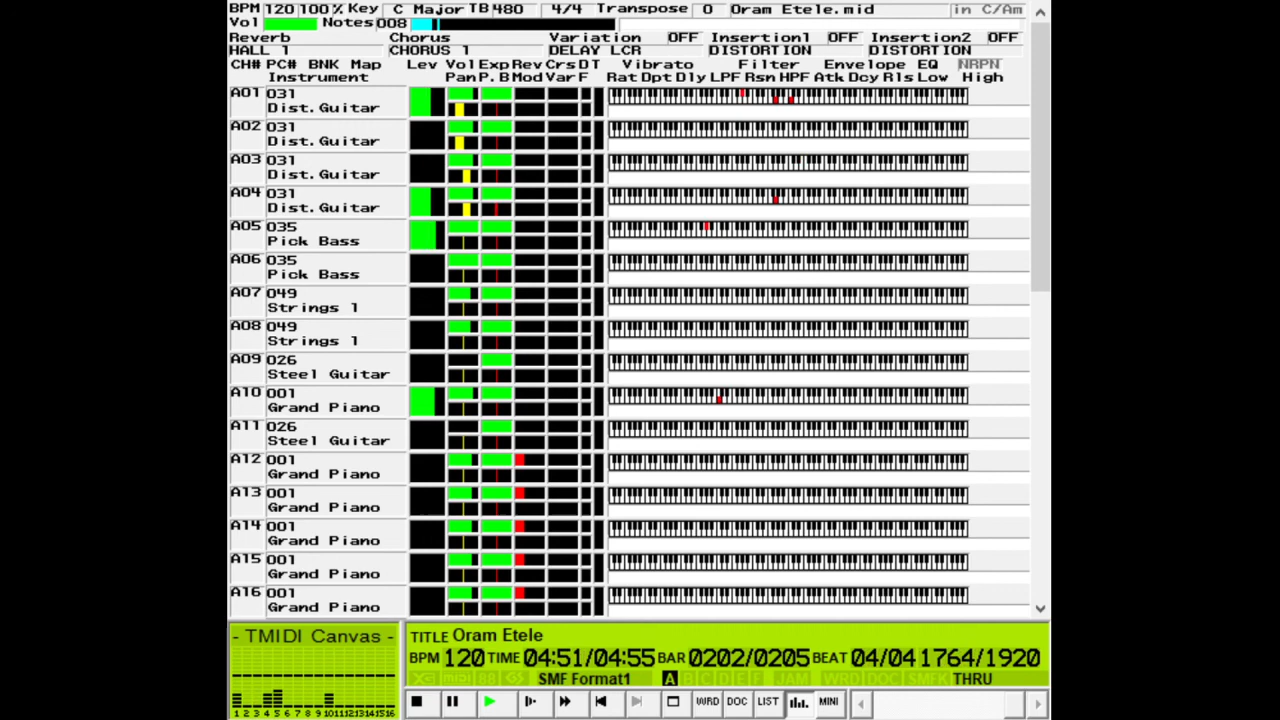 BPM 120 100% Key C Major TB 480 4/4 Transpose 0 Oram Etele.mid in C/Am
Vol Notes 008
Reverb Chorus Variation OFF Insertion1 OFF Insertion2 OFF
HALL 1 CHORUS 1 DELAY LCR DISTORTION DISTORTION
CH# PC# BNK Map Lev Vol Exp Rev Crs DT Vibrato Filter Envelope EQ NRPN
Instrument Pan P.B Mod Var F Rat Dpt Dly LPF Rsn HPF Atk Dcy Rls Low High
A01 031
Dist.Guitar
A02 031
Dist.Guitar
A03 031
Dist.Guitar
A04 031
Dist.Guitar
A05 035
Pick Bass
A06 035
Pick Bass
A07 049
Strings 1
A08 049
Strings 1
A09 026
Steel Guitar
A10 001
Grand Piano
A11 026
Steel Guitar
A12 001
Grand Piano
A13 001
Grand Piano
A14 001
Grand Piano
A15 001
Grand Piano
A16 001
Grand Piano
- TMIDI Canvas -
1 2 3 4 5 6 7 8 9 10 11 12 13 14 15 16
TITLE Oram Etele
BPM 120 TIME 04:51/04:55 BAR 0202/0205 BEAT 04/04 1764/1920
SMF Format1 A THRU
WRD DOC LIST MINI